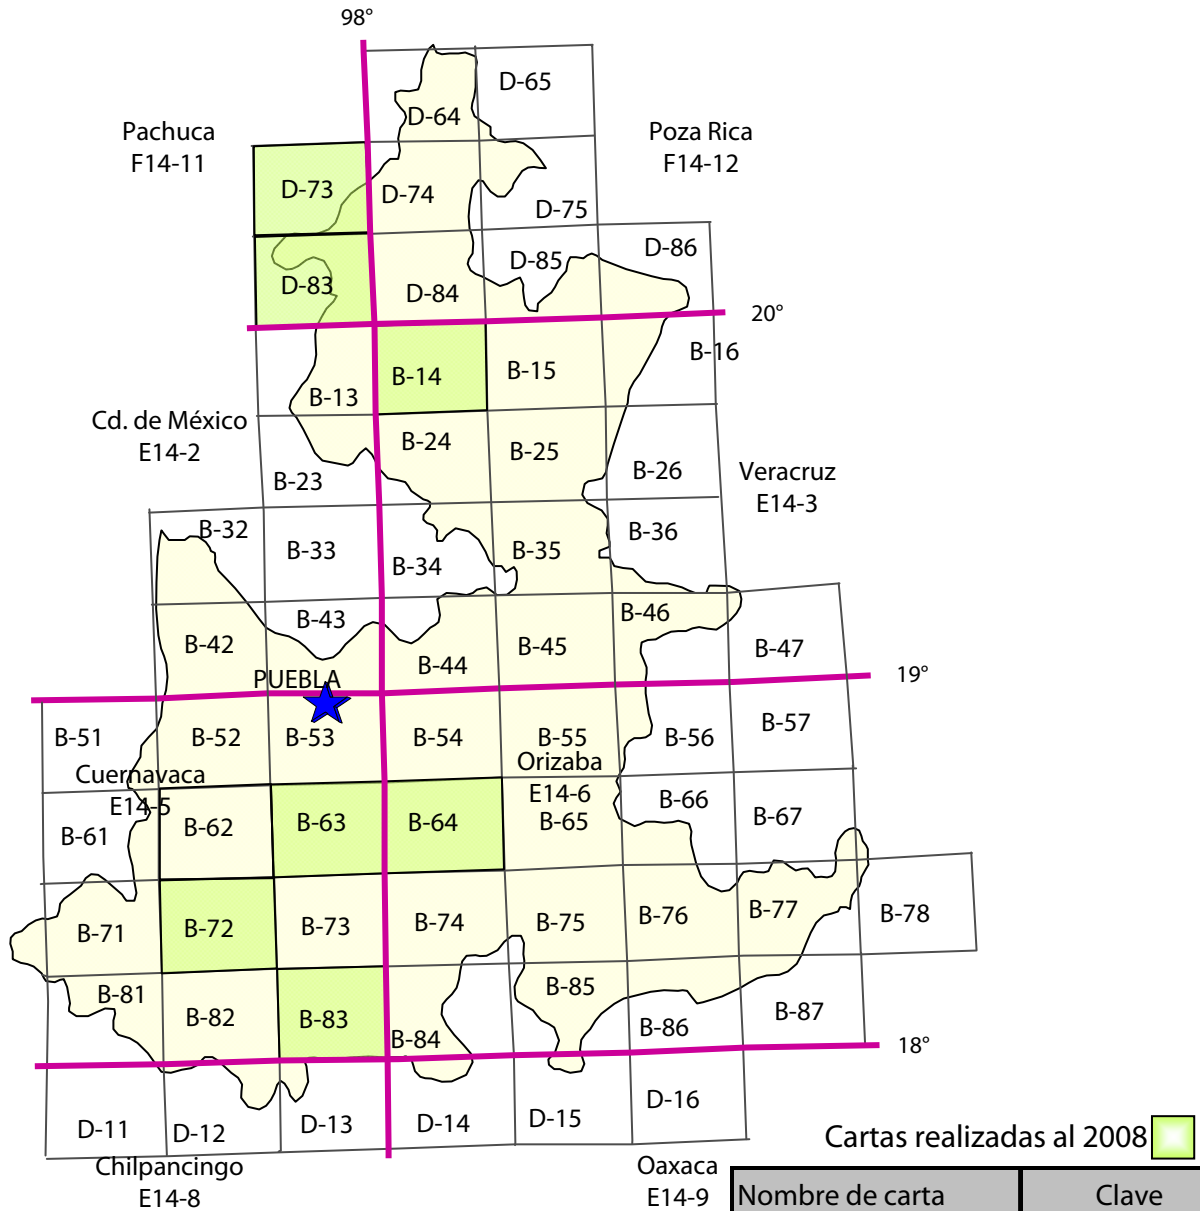 98°
D-65
D-64
Pachuca
F14-11
Poza Rica
F14-12
D-73
D-74
D-75
D-83
D-84
D-85
D-86
20°
B-13
B-14
B-15
B-16
Cd. de México
E14-2
B-23
B-24
B-25
B-26
Veracruz
E14-3
B-32
B-33
B-34
B-35
B-36
B-42
B-43
B-44
B-45
B-46
B-47
PUEBLA
19°
B-51
B-52
B-53
B-54
B-55
B-56
B-57
Cuernavaca
E14-5
Orizaba
E14-6
B-61
B-62
B-63
B-64
B-65
B-66
B-67
B-71
B-72
B-73
B-74
B-75
B-76
B-77
B-78
B-81
B-82
B-83
B-84
B-85
B-86
B-87
18°
D-11
D-12
D-13
D-14
D-15
D-16
Chilpancingo
E14-8
Oaxaca
E14-9
Cartas realizadas al 2008
Nombre de carta Clave